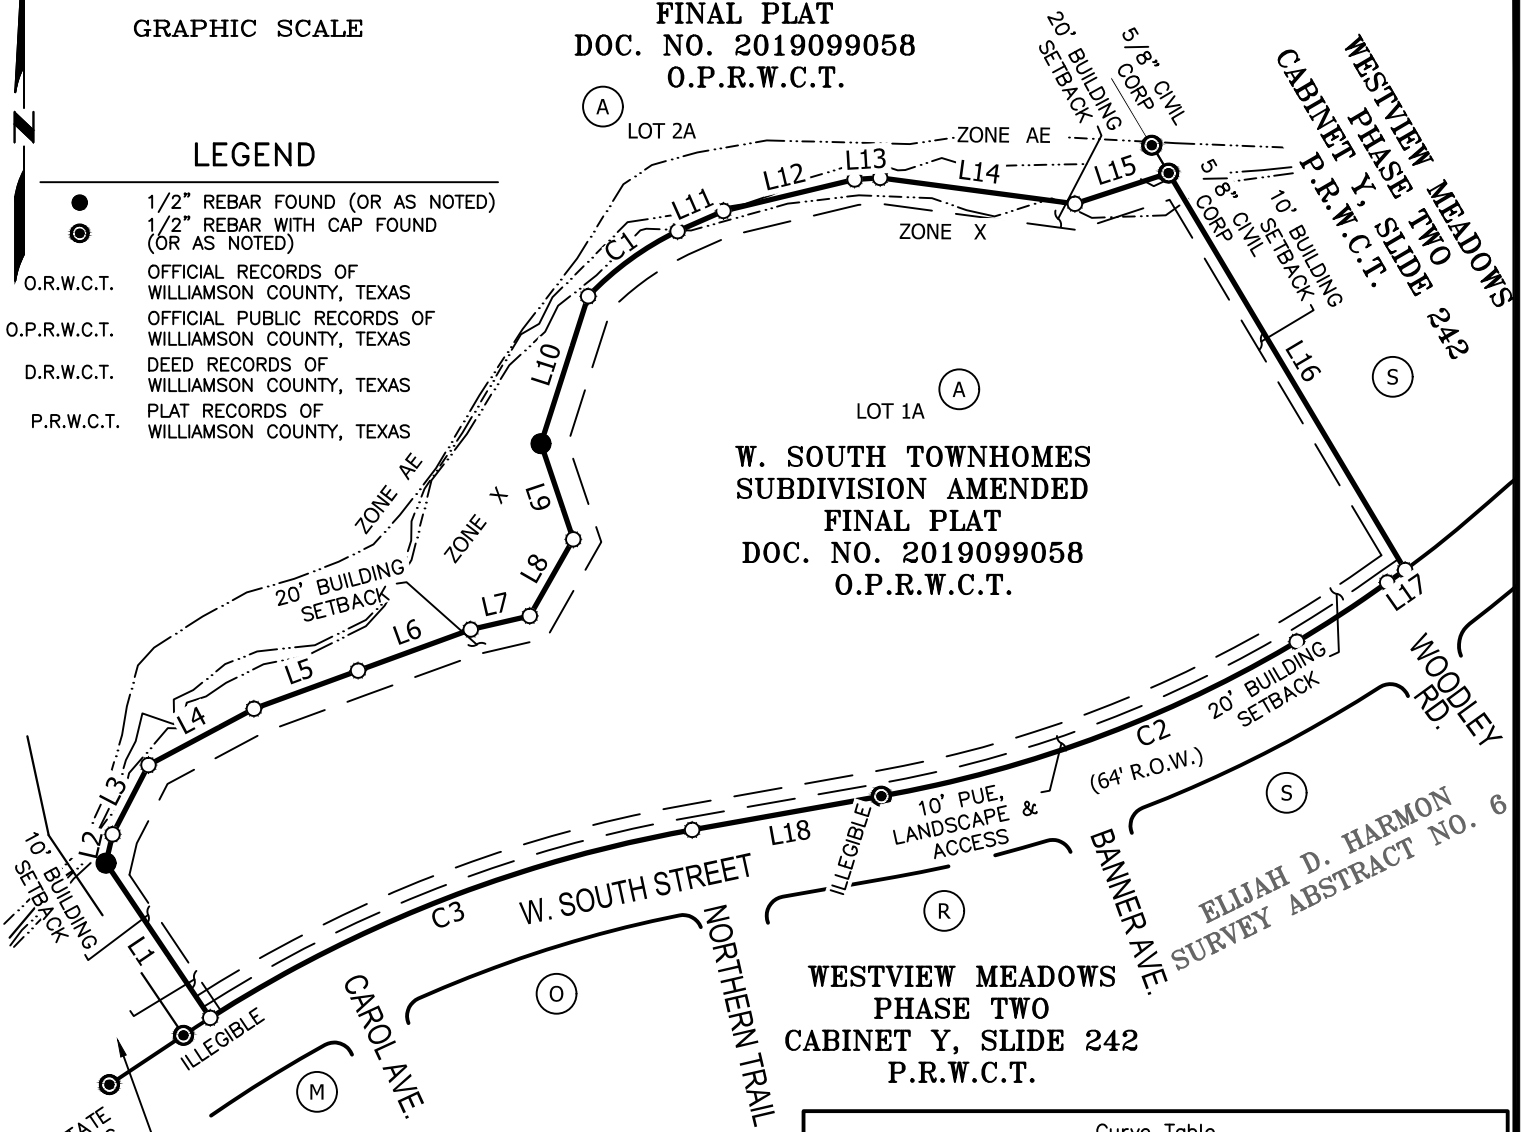 GRAPHIC SCALE
FINAL PLAT
DOC. NO. 2019099058
O.P.R.W.C.T.
A
LOT 2A
N
LEGEND
1/2" REBAR FOUND (OR AS NOTED)
1/2" REBAR WITH CAP FOUND
(OR AS NOTED)
O.R.W.C.T.
OFFICIAL RECORDS OF
WILLIAMSON COUNTY, TEXAS
O.P.R.W.C.T.
OFFICIAL PUBLIC RECORDS OF
WILLIAMSON COUNTY, TEXAS
D.R.W.C.T.
DEED RECORDS OF
WILLIAMSON COUNTY, TEXAS
P.R.W.C.T.
PLAT RECORDS OF
WILLIAMSON COUNTY, TEXAS
20' BUILDING
SETBACK
5/8" CIVIL
CORP
WESTVIEW MEADOWS
PHASE TWO
CABINET Y, SLIDE 242
P.R.W.C.T.
ZONE AE
L13
L12
L14
L15
L11
C1
ZONE X
5/8" CIVIL
CORP
10' BUILDING
SETBACK
L10
L16
S
A
LOT 1A
W. SOUTH TOWNHOMES
SUBDIVISION AMENDED
FINAL PLAT
DOC. NO. 2019099058
O.P.R.W.C.T.
ZONE AE
ZONE X
L9
L8
L7
20' BUILDING
SETBACK
L6
L5
L4
L3
L2
L17
WOODLEY
RD.
20' BUILDING
SETBACK
C2
(64' R.O.W.)
S
10' PUE,
LANDSCAPE &
ACCESS
ILLEGIBLE
L18
ELIJAH D. HARMON
SURVEY ABSTRACT NO. 6
10' BUILDING
SETBACK
L1
C3
W. SOUTH STREET
R
BANNER AVE.
NORTHERN TRAIL
WESTVIEW MEADOWS
PHASE TWO
CABINET Y, SLIDE 242
P.R.W.C.T.
O
CAROL AVE.
ILLEGIBLE
M
Curve Table